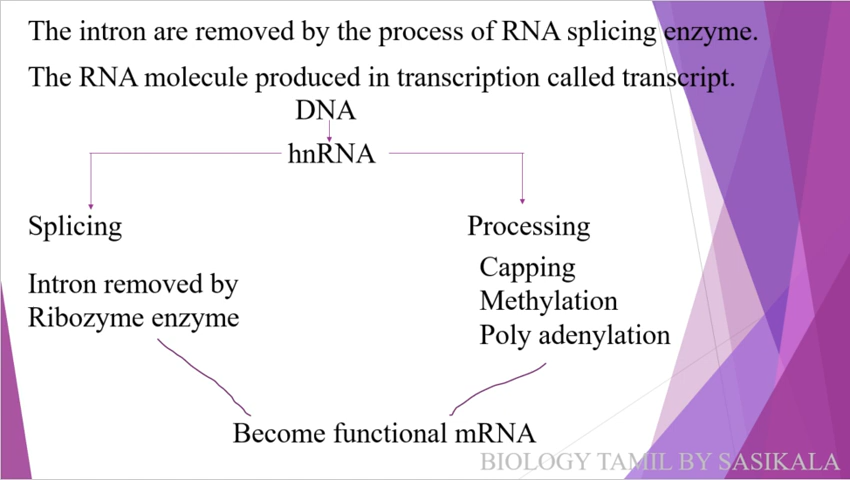 The intron are removed by the process of RNA splicing enzyme.
The RNA molecule produced in transcription called transcript.
DNA
hnRNA
Splicing
Intron removed by
Ribozyme enzyme
Processing
Capping
Methylation
Poly adenylation
Become functional mRNA
BIOLOGY TAMIL BY SASIKALA